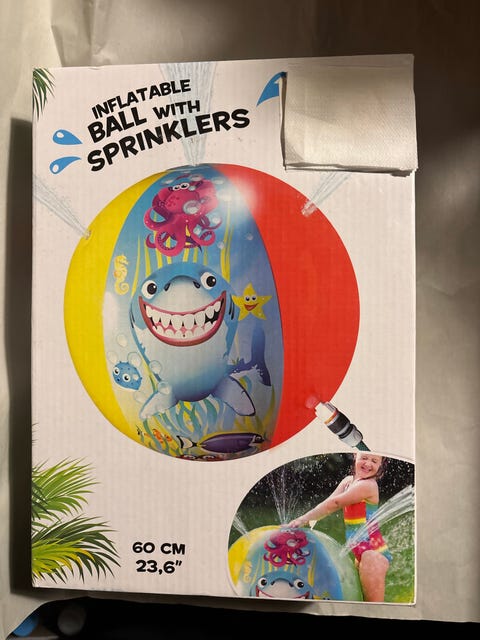 INFLATABLE
BALL WITH
SPRINKLERS
60 CM
23,6"